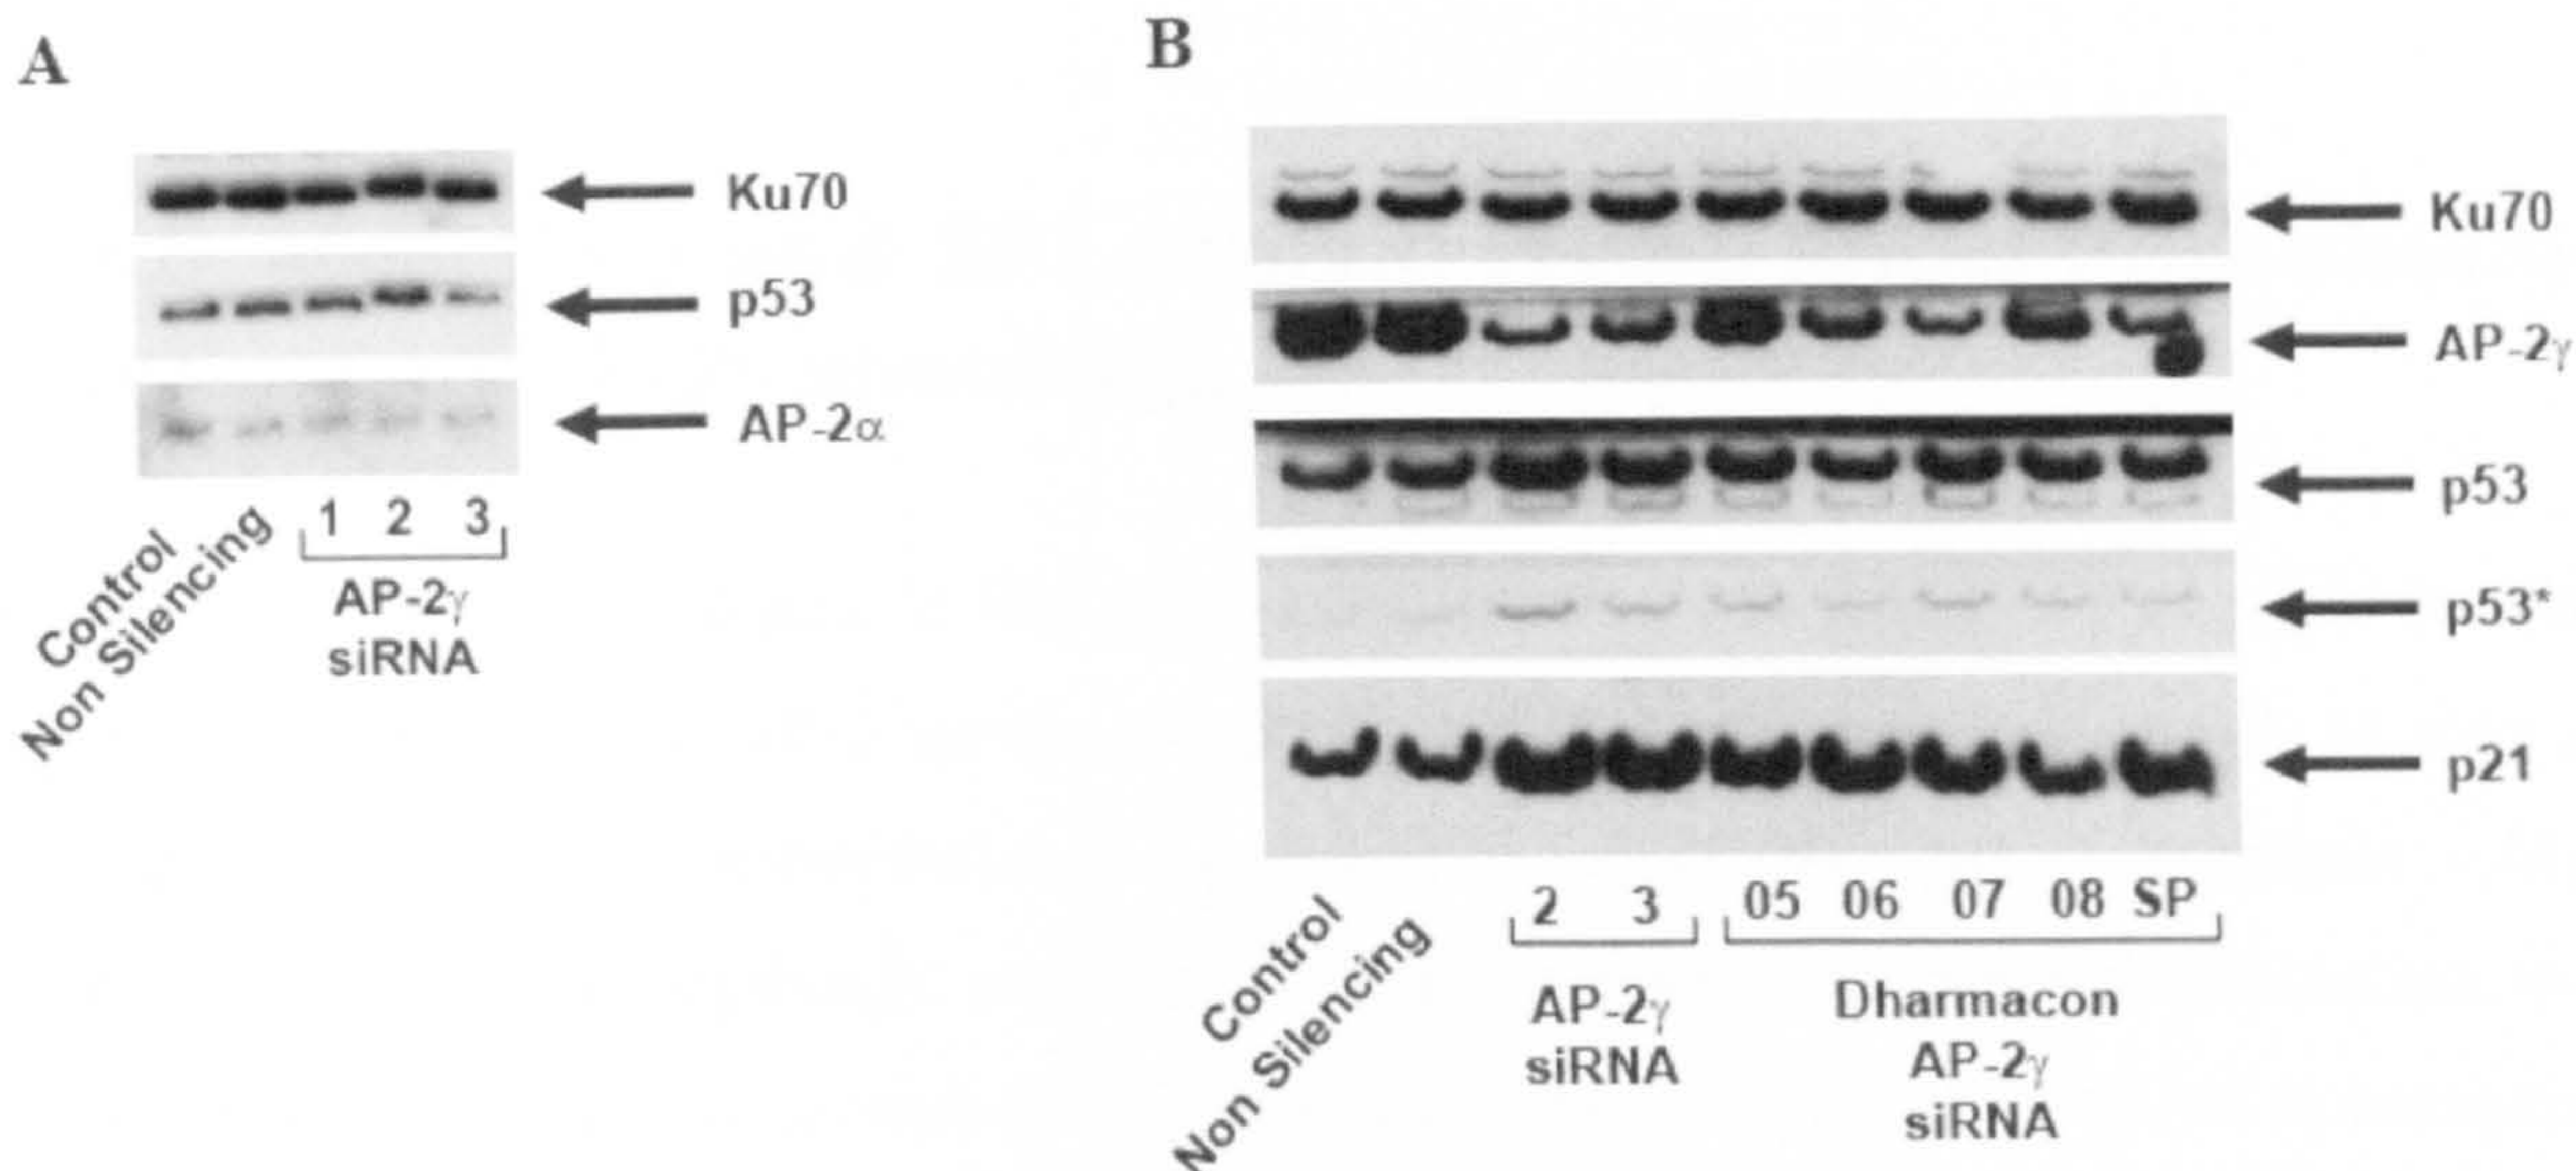 A
Ku70
p53
AP-2α
Control
Non Silencing
1 2 3
AP-2γ
siRNA
B
Ku70
AP-2γ
p53
p53*
p21
Control
Non Silencing
2 3
05 06 07 08 SP
AP-2γ
siRNA
Dharmacon
AP-2γ
siRNA